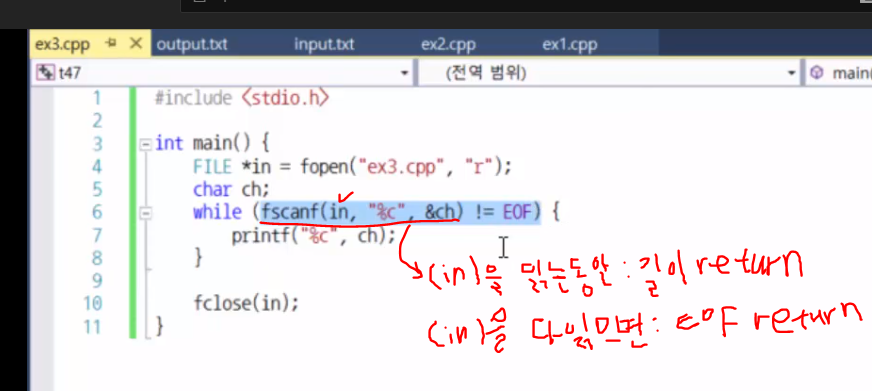 ex3.cpp output.txt input.txt ex2.cpp ex1.cpp
t47 (전역 범위) main(
1 #include <stdio.h>
2
3 int main() {
4 FILE *in = fopen("ex3.cpp", "r");
5 char ch;
6 while (fscanf(in, "%c", &ch) != EOF) {
7 printf("%c", ch);
8 }
9
10 fclose(in);
11 }
(in)을 읽는동안 : 길이 return
(in)을 다읽으면 : EOF return